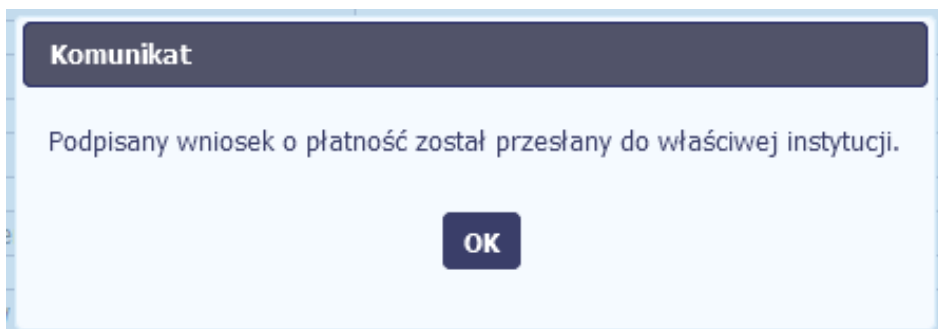 Komunikat
Podpisany wniosek o płatność został przesłany do właściwej instytucji.
OK